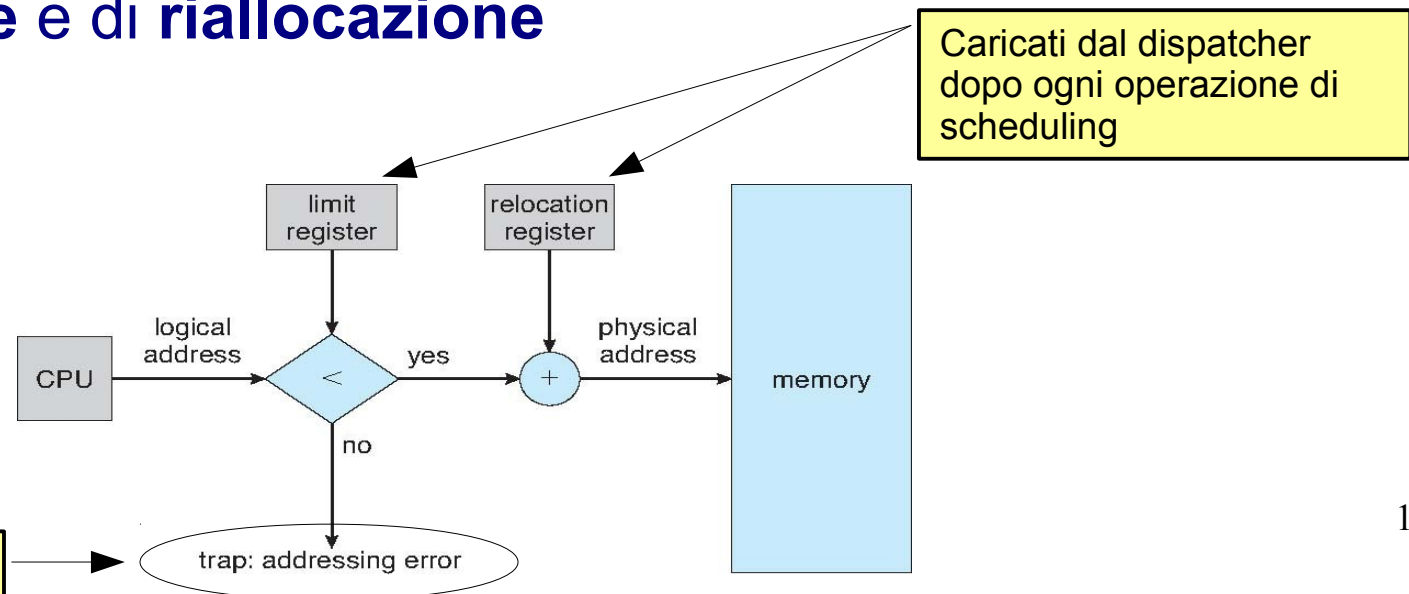 e e di riallocazione
Caricati dal dispatcher
dopo ogni operazione di
scheduling
limit
register
relocation
register
logical
address
yes
physical
address
CPU
<
+
memory
no
1
trap: addressing error